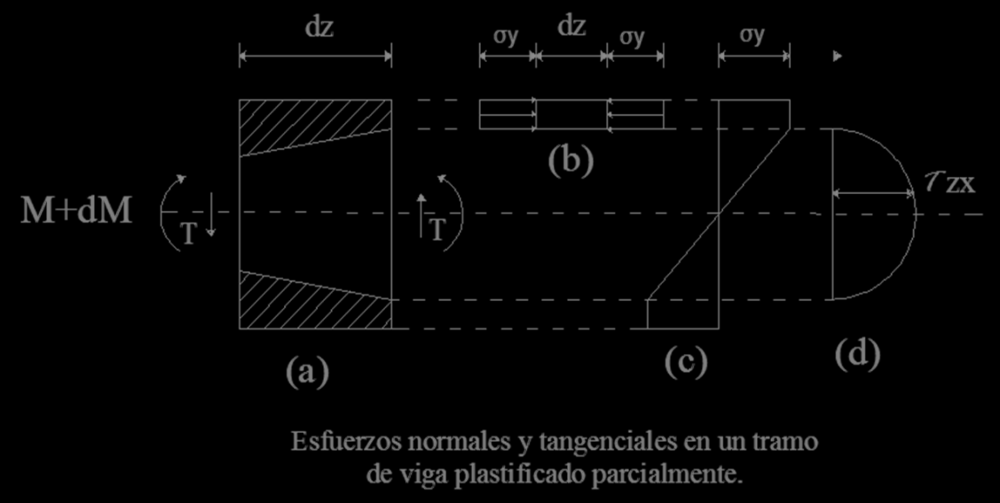 dz
σy
dz
σy
σy
(b)
τzx
M+dM
T
T
(a)
(c)
(d)
Esfuerzos normales y tangenciales en un tramo
de viga plastificado parcialmente.